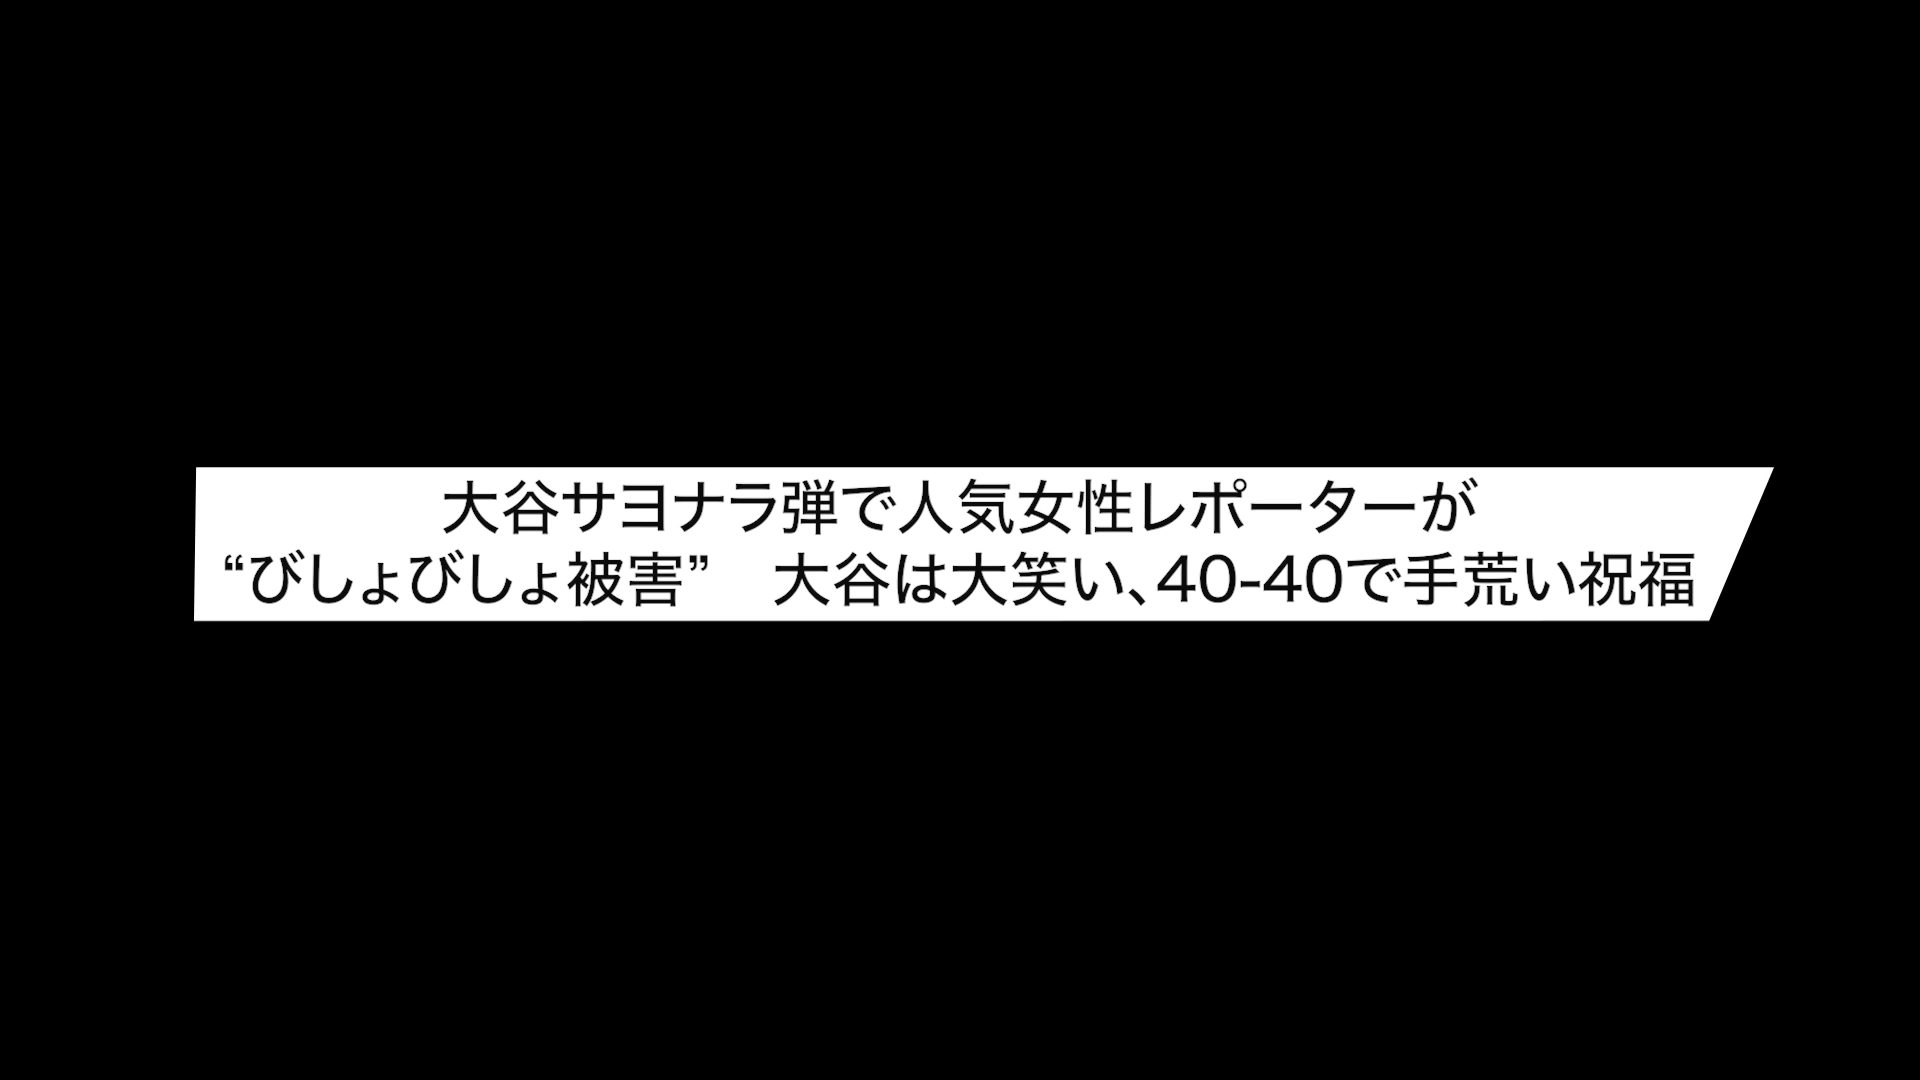 大谷サヨナラ弾で人気女性レポーターが
“びしょびしょ被害”　大谷は大笑い、40-40で手荒い祝福